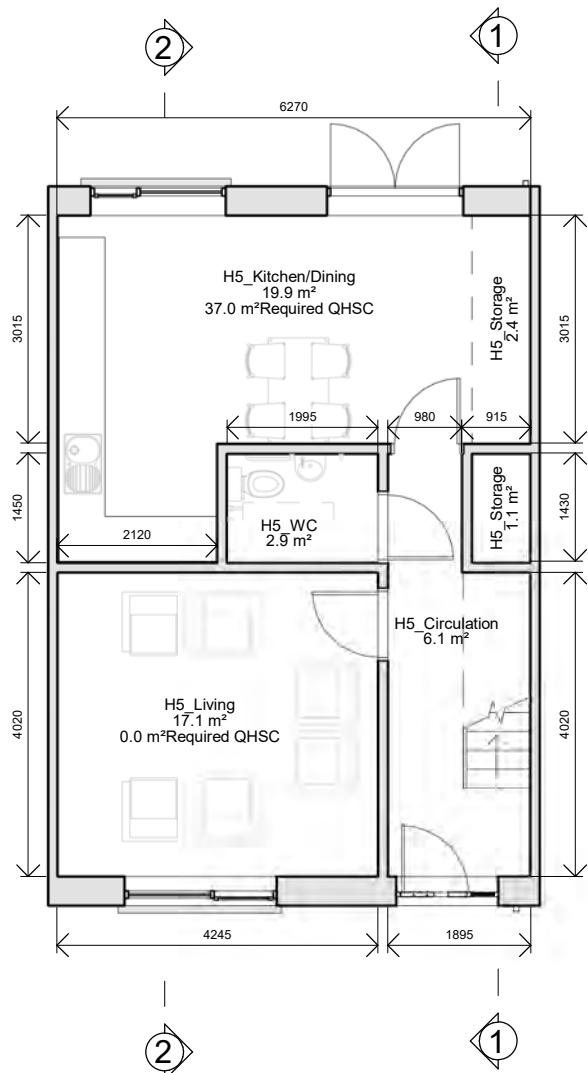 2
1
6270
H5_Kitchen/Dining
19.9 m²
37.0 m²Required QHSC
H5_Storage
2.4 m²
3015
3015
1995
980
915
1450
H5_WC
2.9 m²
2120
H5_Storage
1.1 m²
1430
H5_Circulation
6.1 m²
H5_Living
17.1 m²
0.0 m²Required QHSC
4020
4020
4245
1895
2
1